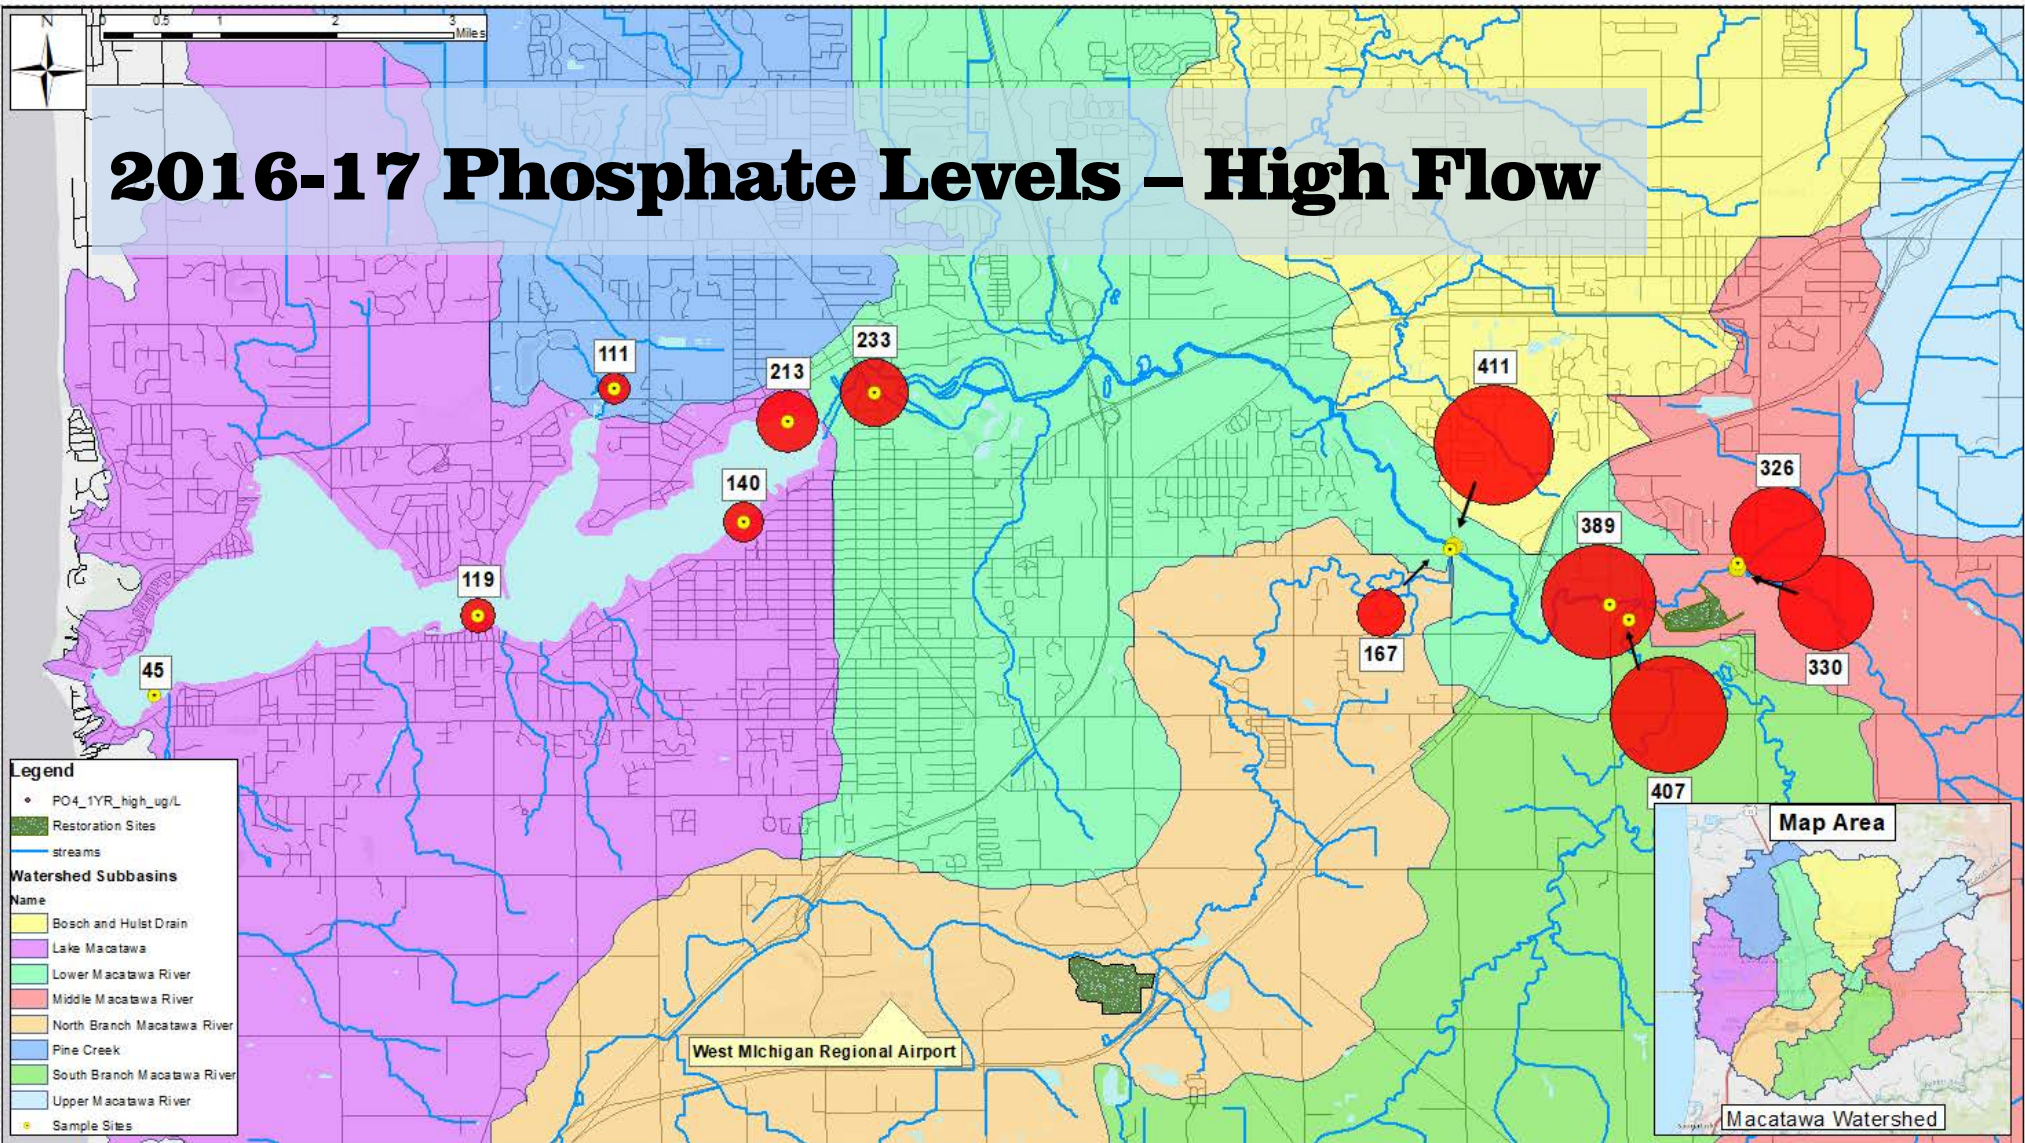 N
0 0.5 1 2 3
Miles
2016-17 Phosphate Levels – High Flow
233
111
213
411
326
140
389
119
167
330
45
407
Legend
PO4_1YR_high_ug/L
Restoration Sites
streams
Watershed Subbasins
Name
Bosch and Hulst Drain
Lake Macatawa
Lower Macatawa River
Middle Macatawa River
North Branch Macatawa River
Pine Creek
South Branch Macatawa River
Upper Macatawa River
Sample Sites
West MIchigan Regional Airport
Map Area
Macatawa Watershed